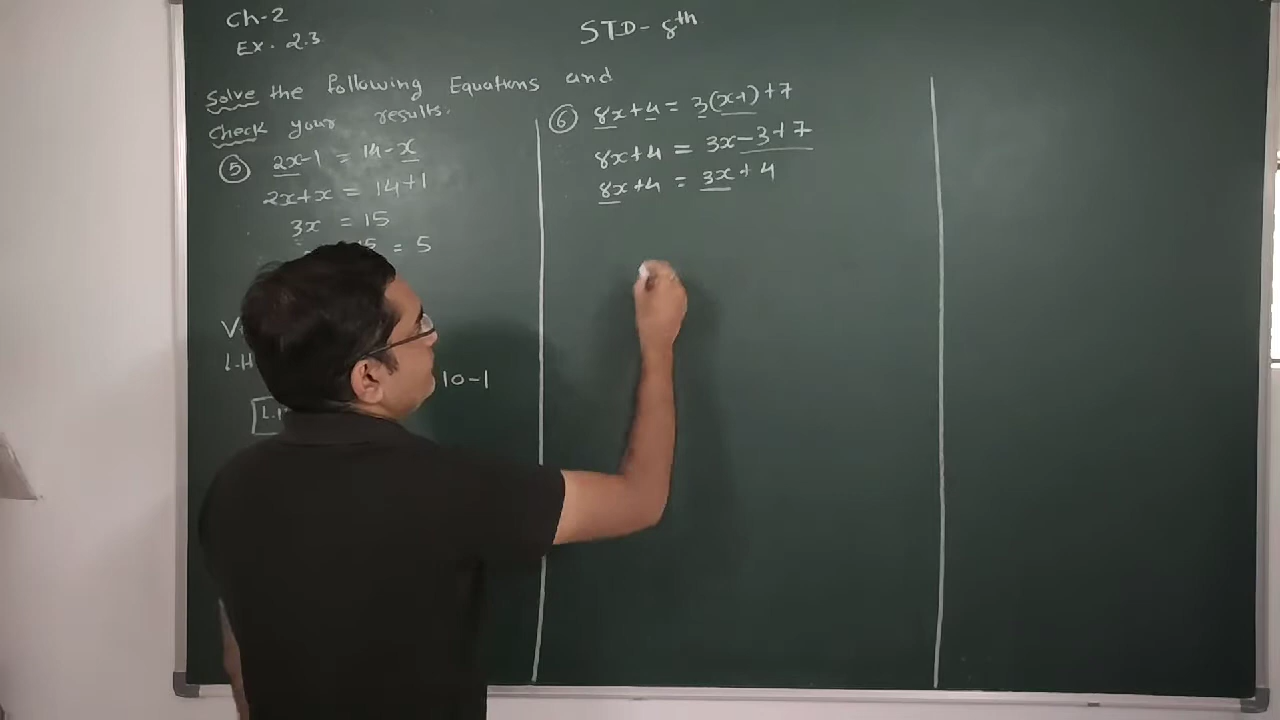 Ch-2
Ex. 2.3
STD- 8th
Solve the following Equations and
Check your results.
⑤ 2x-1 = 14-x
2x+x = 14+1
3x = 15
= 5
10-1
⑥ 8x+4 = 3(x-1)+7
8x+4 = 3x-3+7
8x+4 = 3x+4